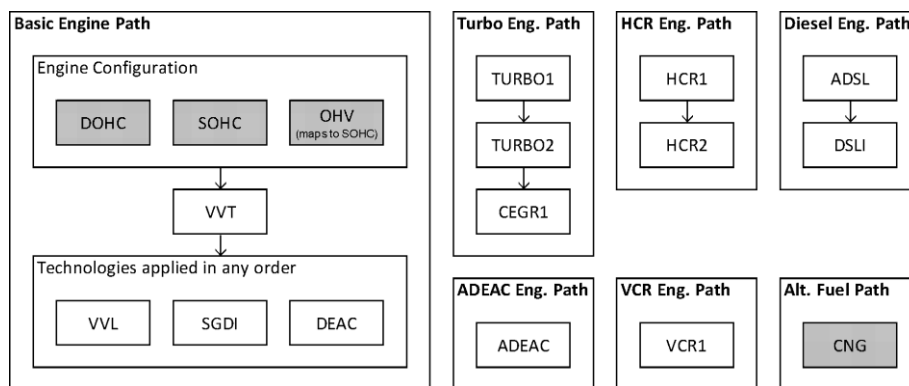 Basic Engine Path
Engine Configuration
DOHC
SOHC
OHV
(maps to SOHC)
VVT
Technologies applied in any order
VVL
SGDI
DEAC
Turbo Eng. Path
TURBO1
TURBO2
CEGR1
HCR Eng. Path
HCR1
HCR2
Diesel Eng. Path
ADSL
DSLI
ADEAC Eng. Path
ADEAC
VCR Eng. Path
VCR1
Alt. Fuel Path
CNG